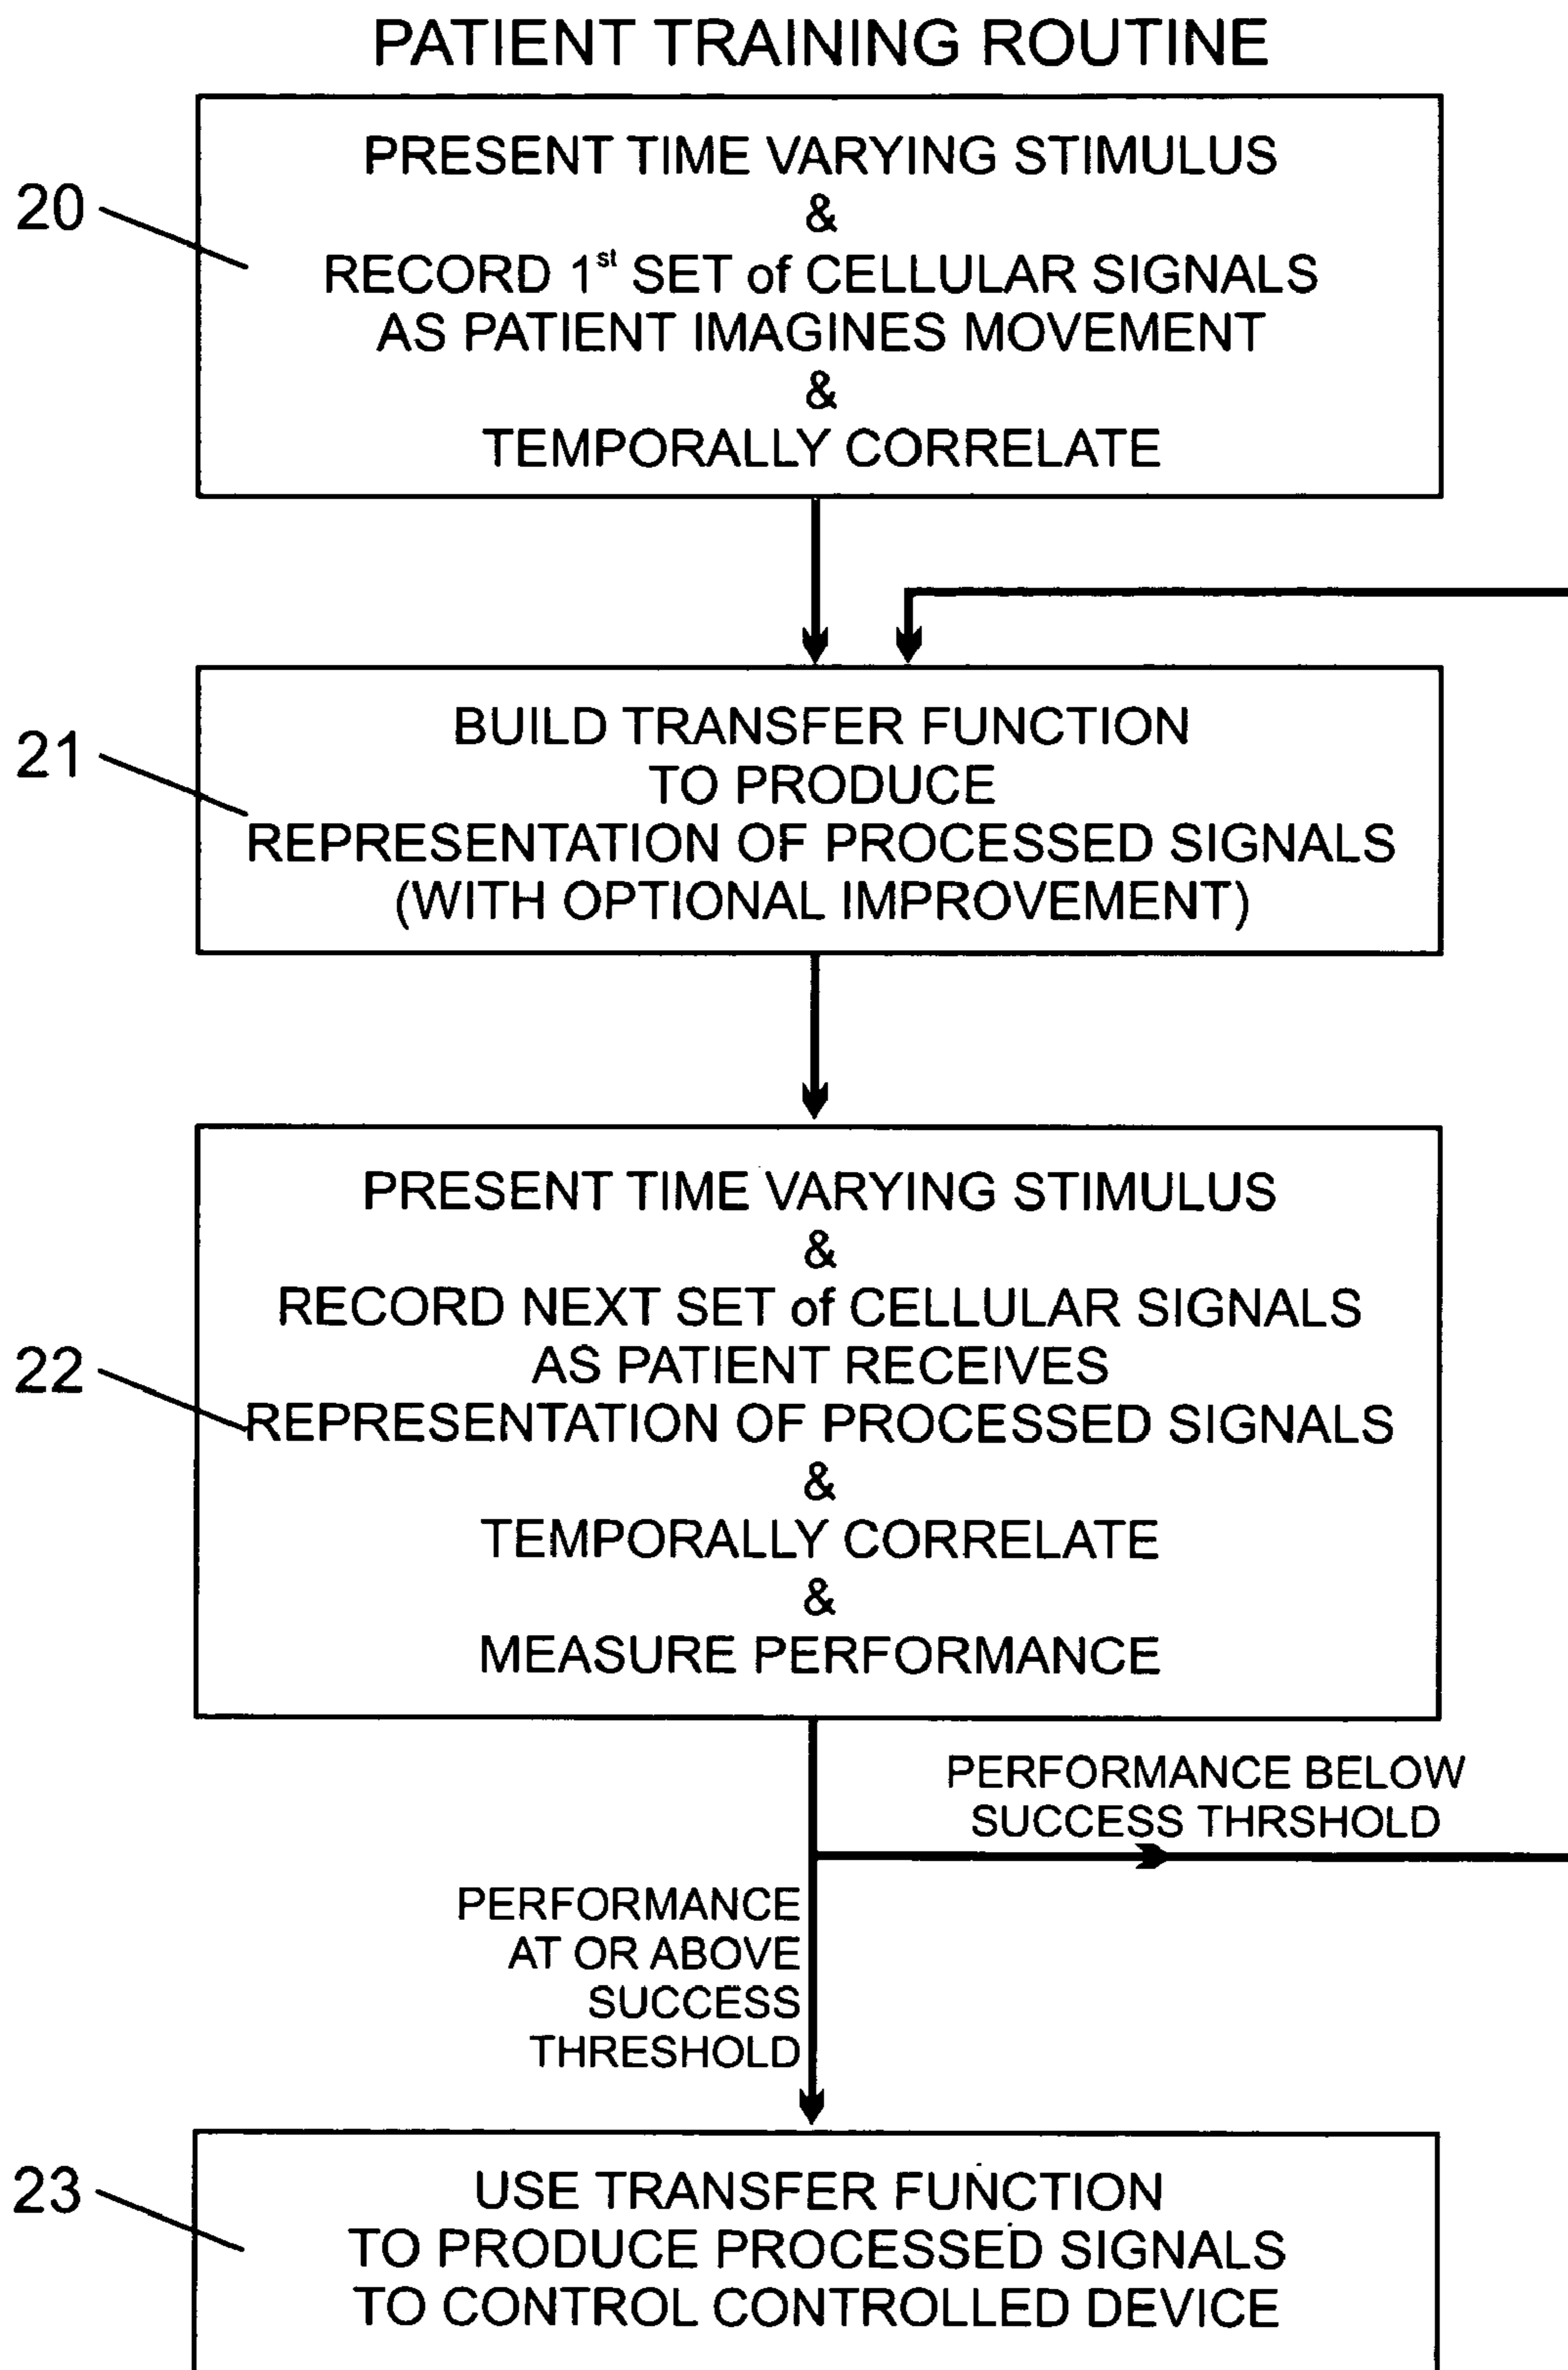 PATIENT TRAINING ROUTINE
PRESENT TIME VARYING STIMULUS
&
20
RECORD 1st SET of CELLULAR SIGNALS
AS PATIENT IMAGINES MOVEMENT
&
TEMPORALLY CORRELATE
BUILD TRANSFER FUNCTION
21
TO PRODUCE
REPRESENTATION OF PROCESSED SIGNALS
(WITH OPTIONAL IMPROVEMENT)
PRESENT TIME VARYING STIMULUS
&
RECORD NEXT SET of CELLULAR SIGNALS
AS PATIENT RECEIVES
22
REPRESENTATION OF PROCESSED SIGNALS
&
TEMPORALLY CORRELATE
&
MEASURE PERFORMANCE
PERFORMANCE BELOW
SUCCESS THRSHOLD
PERFORMANCE
AT OR ABOVE
SUCCESS
THRESHOLD
23
USE TRANSFER FUNCTION
TO PRODUCE PROCESSED SIGNALS
TO CONTROL CONTROLLED DEVICE